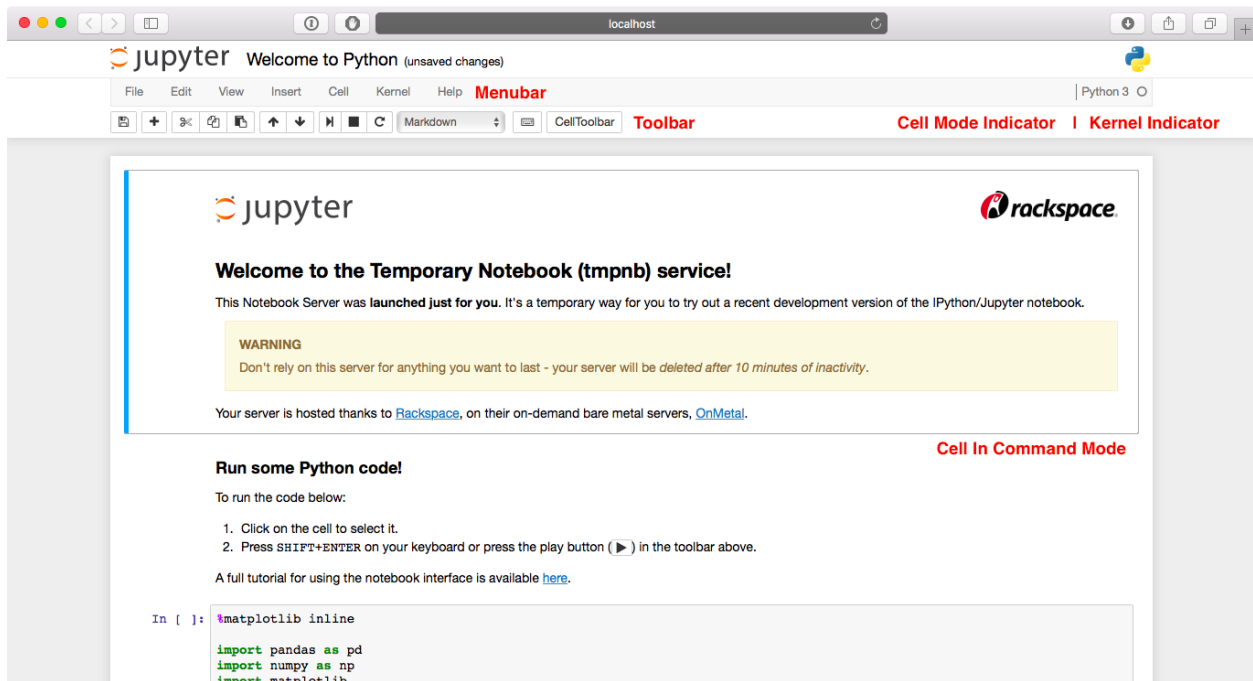 localhost
jupyter Welcome to Python (unsaved changes)
File Edit View Insert Cell Kernel Help Menubar Python 3
Markdown CellToolbar Toolbar Cell Mode Indicator | Kernel Indicator
jupyter rackspace.
Welcome to the Temporary Notebook (tmpnb) service!
This Notebook Server was launched just for you. It's a temporary way for you to try out a recent development version of the IPython/Jupyter notebook.
WARNING
Don't rely on this server for anything you want to last - your server will be deleted after 10 minutes of inactivity.
Your server is hosted thanks to Rackspace, on their on-demand bare metal servers, OnMetal.
Cell In Command Mode
Run some Python code!
To run the code below:
1. Click on the cell to select it.
2. Press SHIFT+ENTER on your keyboard or press the play button (▶) in the toolbar above.
A full tutorial for using the notebook interface is available here.
In [ ]: %matplotlib inline
import pandas as pd
import numpy as np
import matplotlib